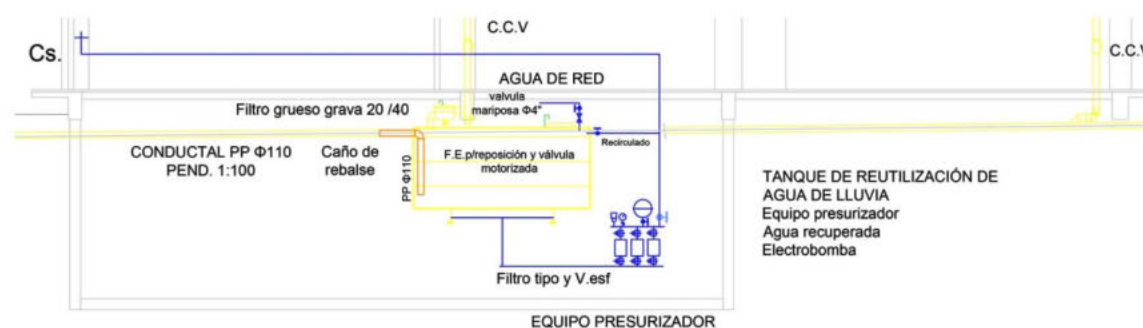 C.C.V
Cs.
C.C.V
AGUA DE RED
valvula
mariposa Φ4"
Filtro grueso grava 20 /40
Recirculado
CONDUCTAL PP Φ110
PEND. 1:100
Caño de
rebalse
PP Φ110
F.E.p/reposición y válvula
motorizada
TANQUE DE REUTILIZACIÓN DE
AGUA DE LLUVIA
Equipo presurizador
Agua recuperada
Electrobomba
Filtro tipo y V.esf
EQUIPO PRESURIZADOR